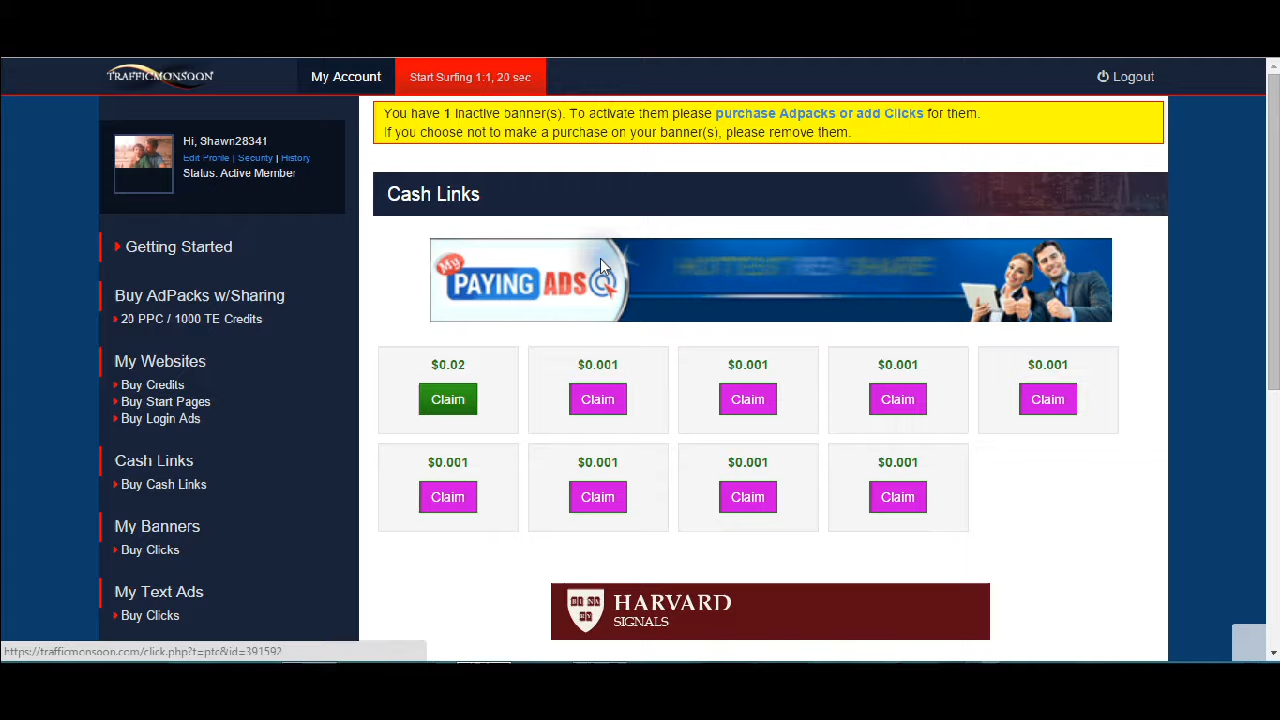 TRAFFICMONSOON
My Account
Start Surfing 1:1, 20 sec
Logout
Hi, Shawn28341
Edit Profile | Security | History
Status: Active Member
Getting Started
Buy AdPacks w/Sharing
20 PPC / 1000 TE Credits
My Websites
Buy Credits
Buy Start Pages
Buy Login Ads
Cash Links
Buy Cash Links
My Banners
Buy Clicks
My Text Ads
Buy Clicks
You have 1 inactive banner(s). To activate them please purchase Adpacks or add Clicks for them.
If you choose not to make a purchase on your banner(s), please remove them.
Cash Links
My
PAYING ADS
$0.02 $0.001 $0.001 $0.001 $0.001
Claim Claim Claim Claim Claim
$0.001 $0.001 $0.001 $0.001
Claim Claim Claim Claim
HARVARD
SIGNALS
https://trafficmonsoon.com/click.php?t=ptc&id=391592